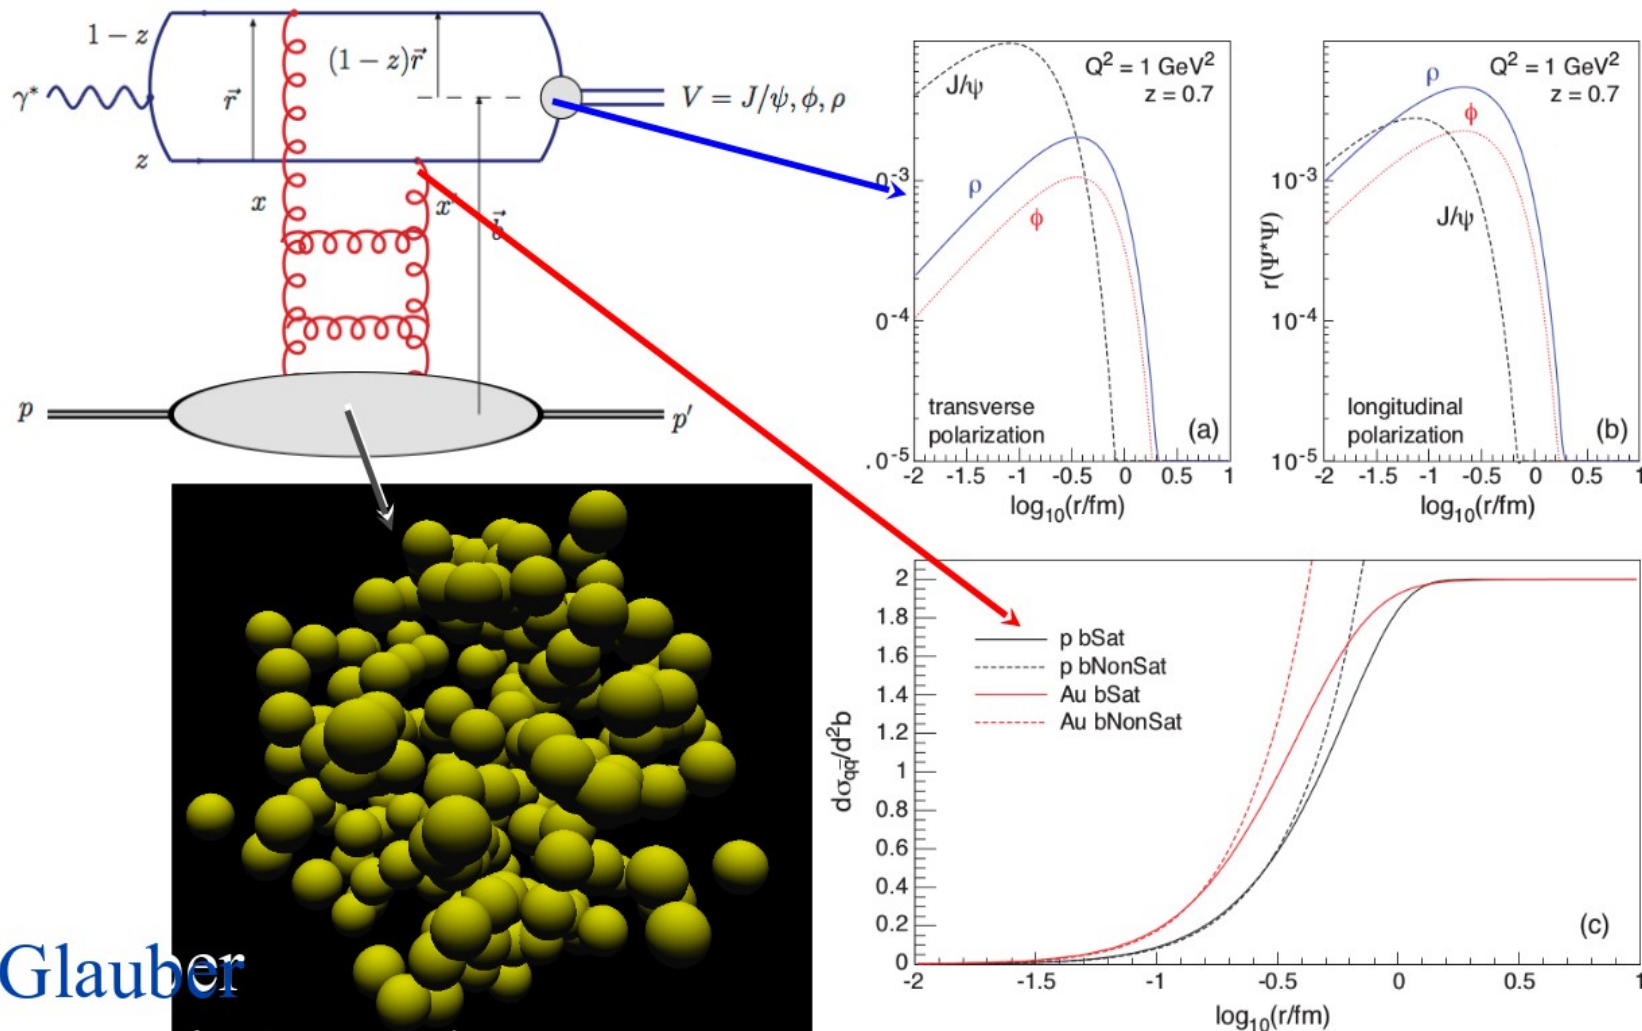 1 − z
γ*
r⃗
(1 − z)r⃗
V = J/ψ, ϕ, ρ
z
x
x
b⃗
p
p′
Glauber
J/ψ
Q² = 1 GeV²
z = 0.7
ρ
ϕ
0⁻³
0⁻⁴
.0⁻⁵
transverse
polarization
(a)
-2 -1.5 -1 -0.5 0 0.5 1
log₁₀(r/fm)
r(Ψ*Ψ)
ρ
Q² = 1 GeV²
z = 0.7
ϕ
J/ψ
10⁻³
10⁻⁴
10⁻⁵
longitudinal
polarization
(b)
-2 -1.5 -1 -0.5 0 0.5 1
log₁₀(r/fm)
dσqq̄/d²b
2
1.8
1.6
1.4
1.2
1
0.8
0.6
0.4
0.2
0
p bSat
p bNonSat
Au bSat
Au bNonSat
(c)
-2 -1.5 -1 -0.5 0 0.5 1
log₁₀(r/fm)